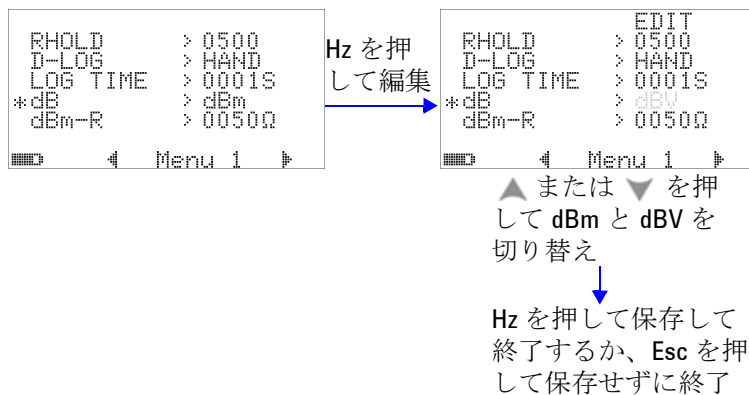 RHOLD > 0500
D-LOG > HAND
LOG TIME > 0001S
*dB > dBm
dBm-R > 0050Ω
Menu 1
Hz を押
して編集
EDIT
RHOLD > 0500
D-LOG > HAND
LOG TIME > 0001S
*dB > dBV
dBm-R > 0050Ω
Menu 1
▲ または ▼ を押
して dBm と dBV を
切り替え
Hz を押して保存して
終了するか、Esc を押
して保存せずに終了